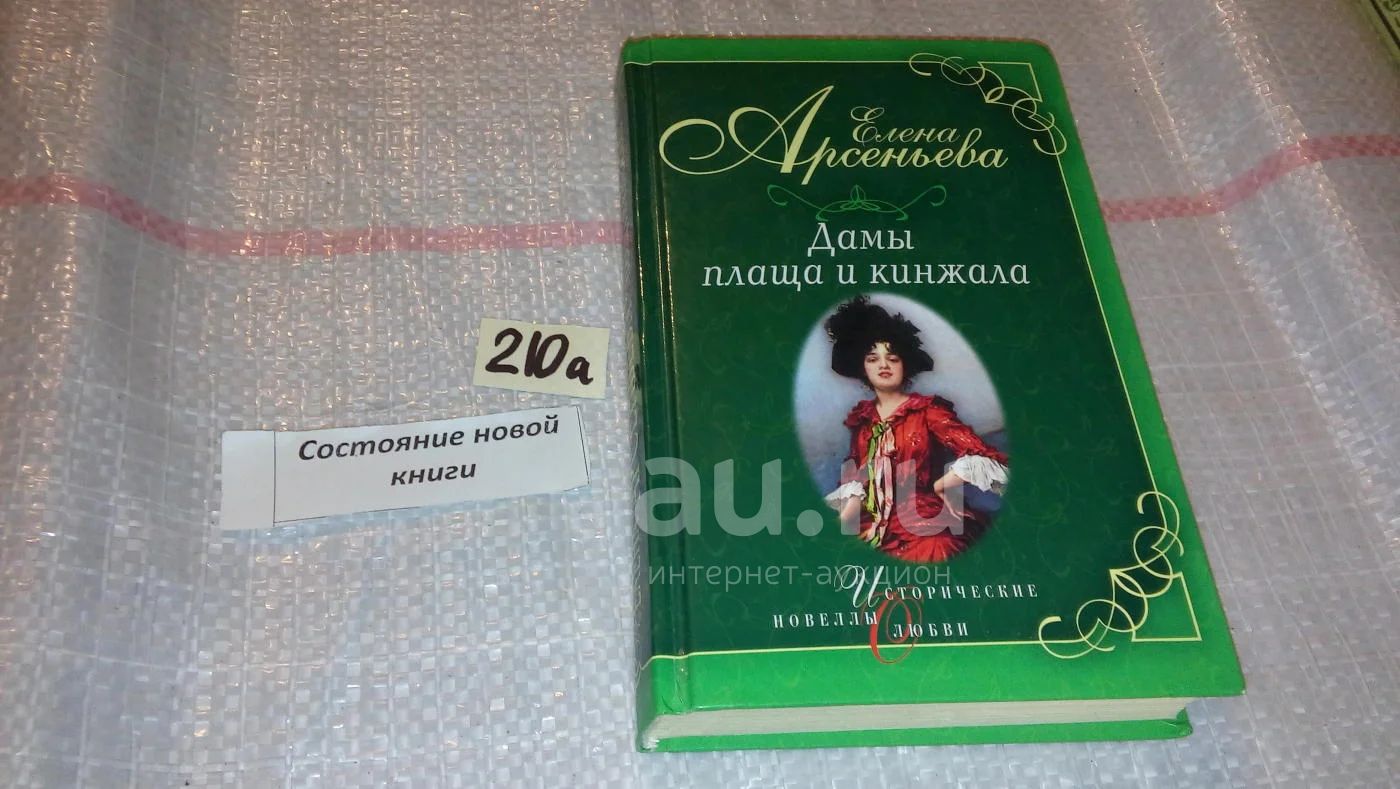 Елена
Арсеньева
Дамы
плаща и кинжала
210а
Состояние новой
книги
au.ru
интернет-аукцион
Исторические
новеллы О любви